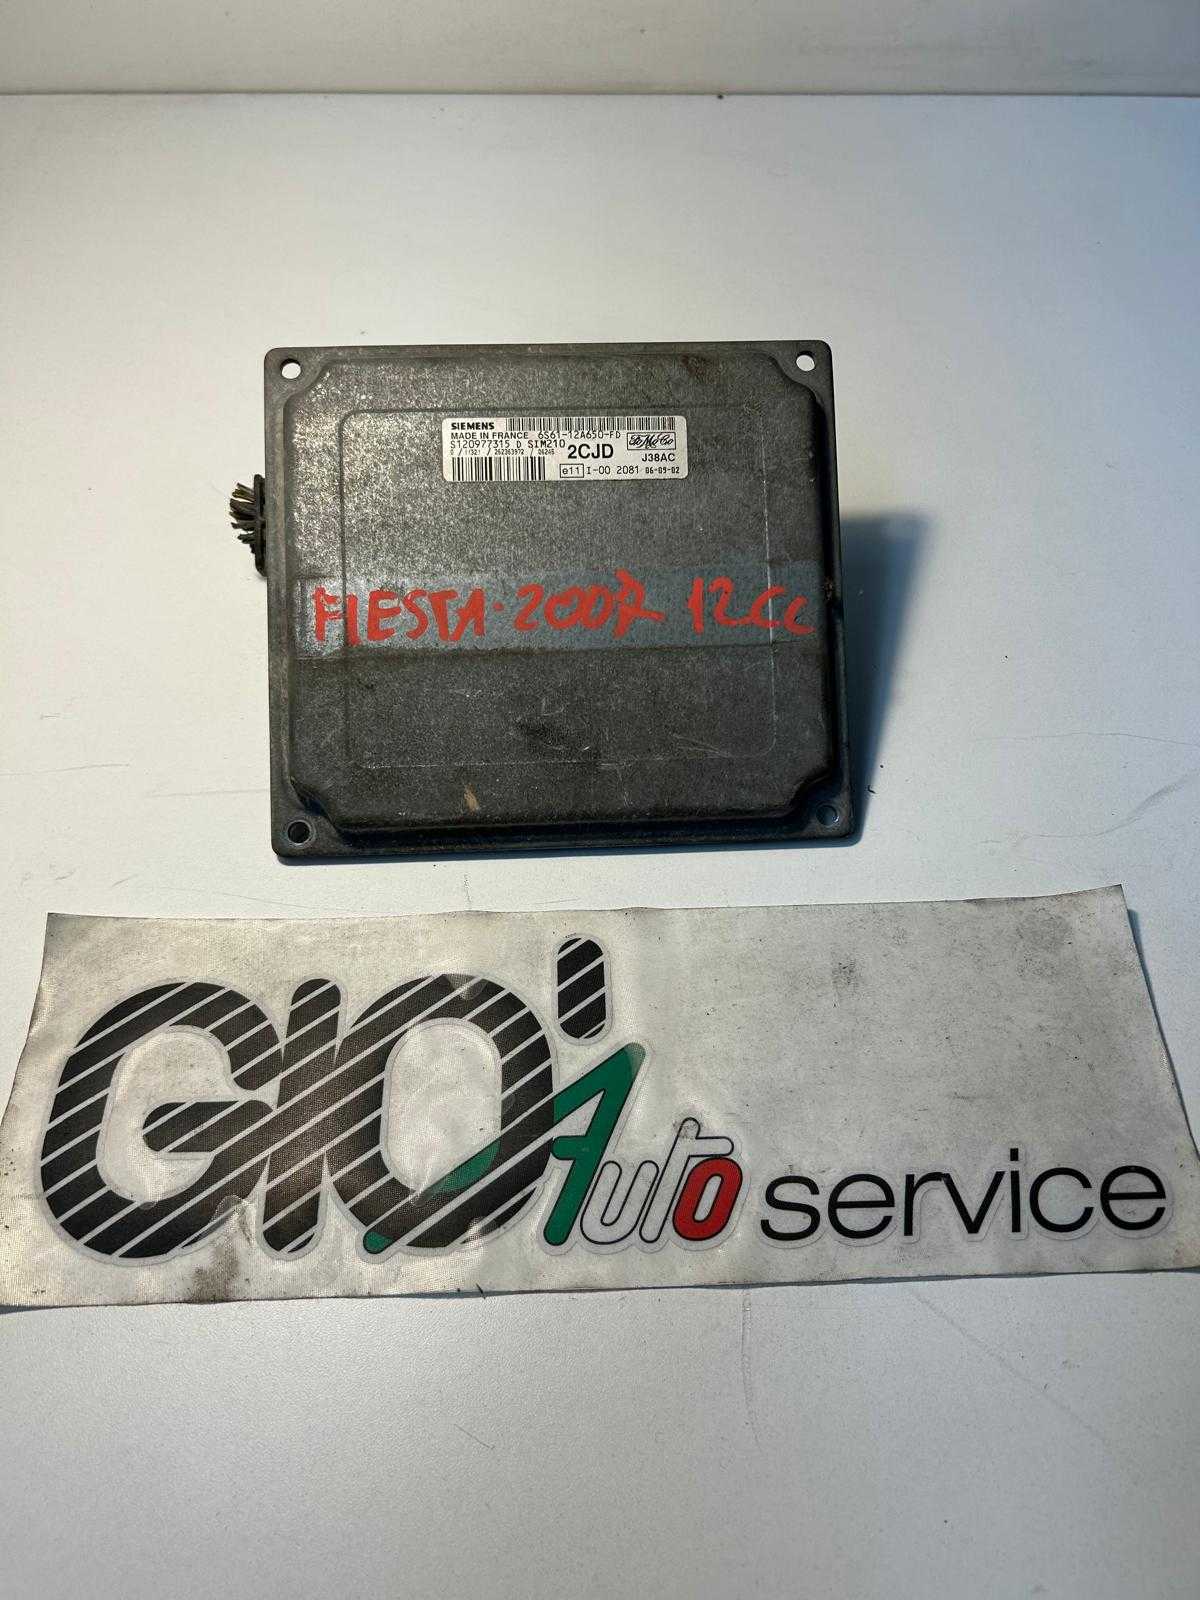 SIEMENS
MADE IN FRANCE 6S61-12A650-FD
S120977315 D SIM210
2CJD
J38AC
e11 I-00 2081 06-09-02
FIESTA·2007 12CC
GIO'
Auto service